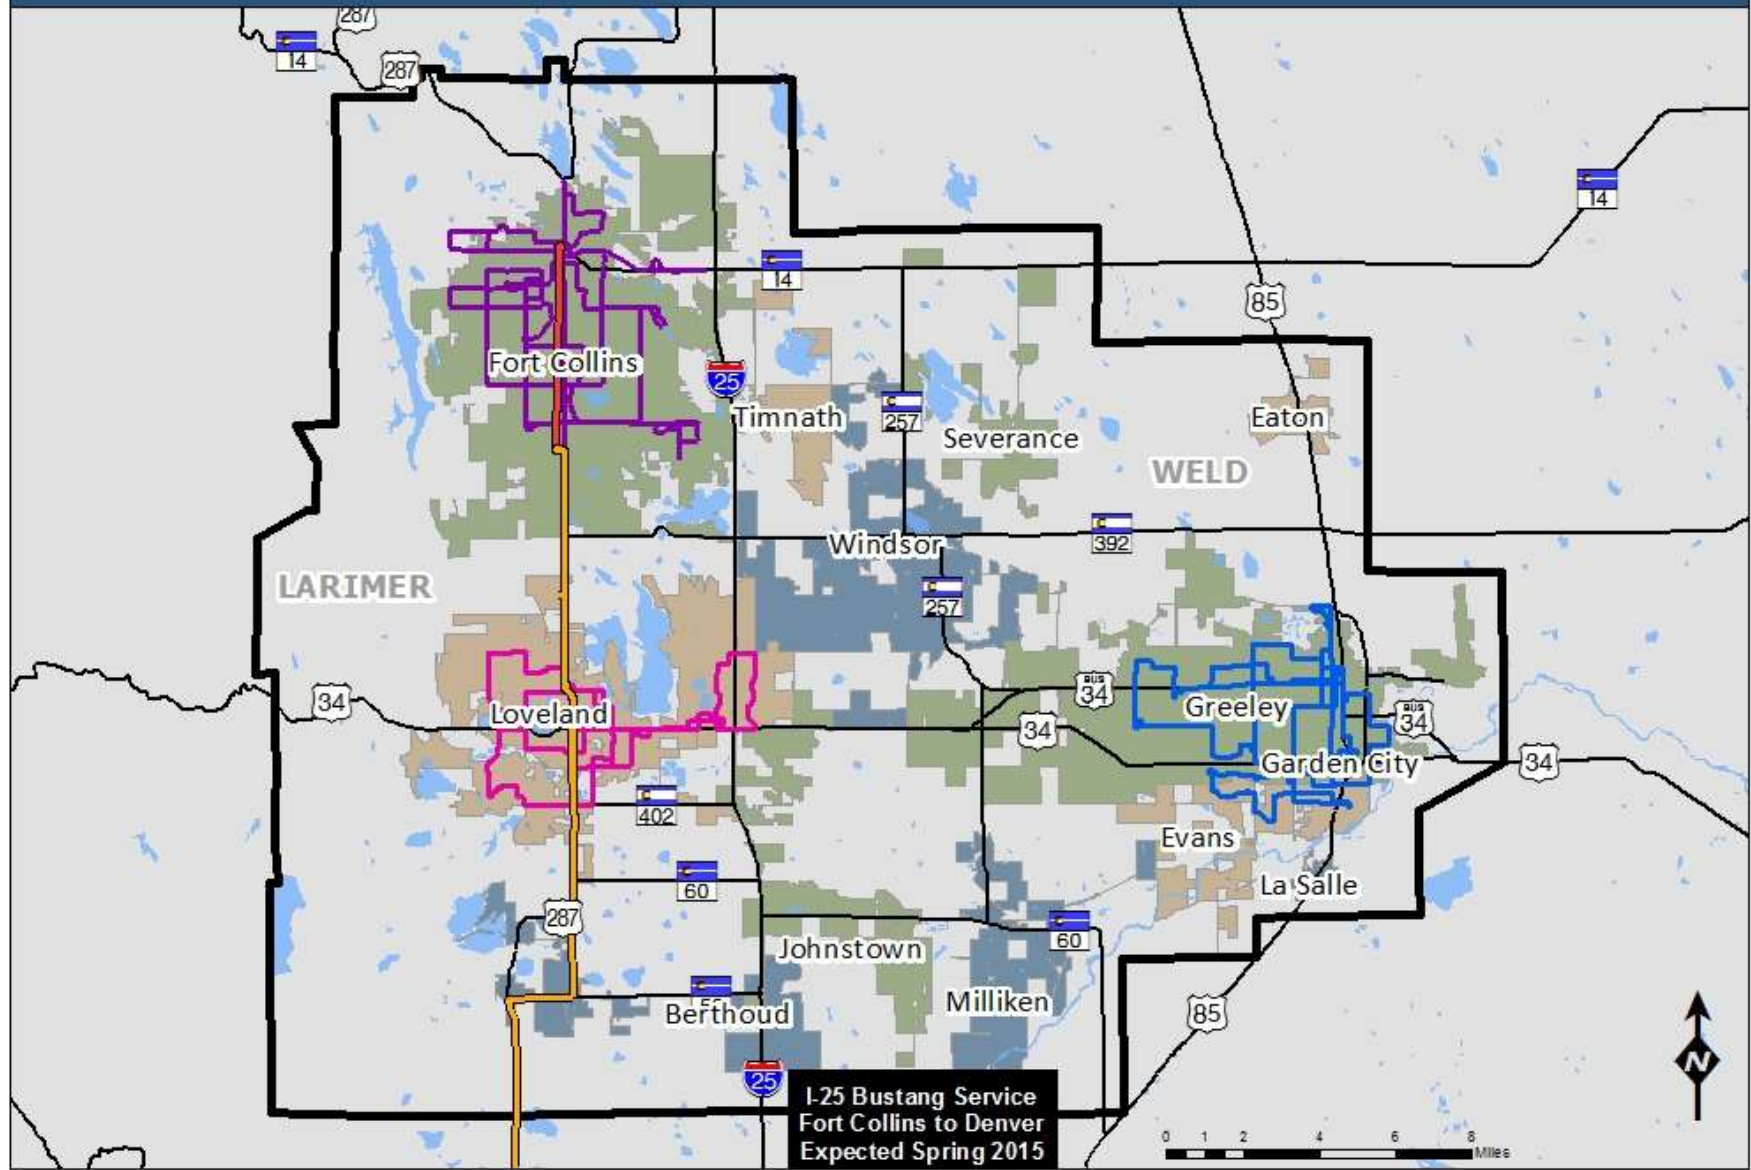 287
14
287
14
14
85
Fort Collins
25
Timnath
257
Severance
Eaton
WELD
392
Windsor
LARIMER
257
34
BUS
34
Loveland
Greeley
BUS
34
34
Garden City
34
402
Evans
60
La Salle
287
60
Johnstown
Milliken
Berthoud
85
25
I-25 Bustang Service
Fort Collins to Denver
Expected Spring 2015
N
0 1 2 4 6 8
Miles